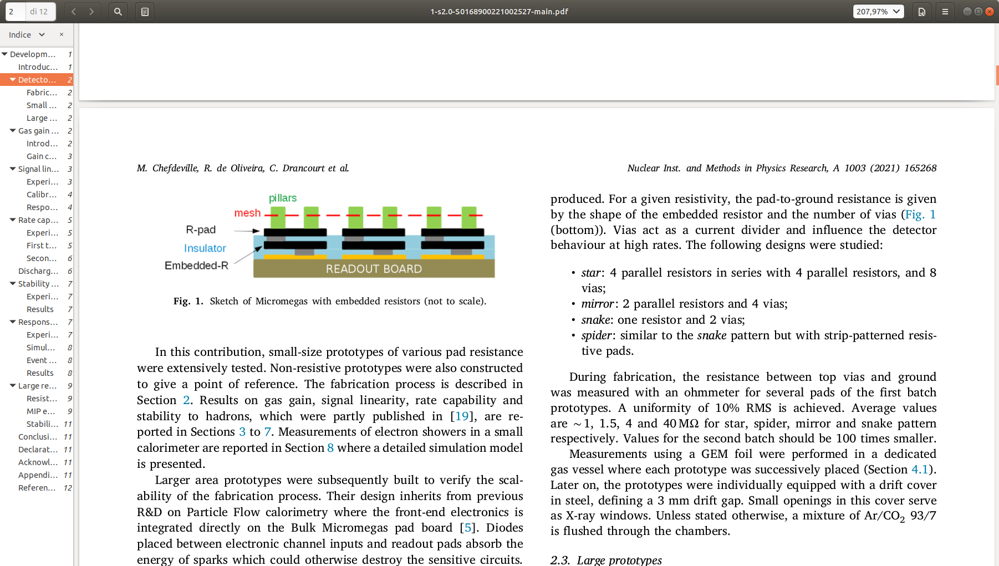 2
di 12
1-s2.0-S0168900221002527-main.pdf
207,97%
Indice
Developm... 1
Introduc... 1
Detecto... 2
Fabric... 2
Small ... 2
Large ... 2
Gas gain ... 2
Introd... 2
Gain c... 3
Signal lin... 3
Experi... 3
Calibr... 4
Respo... 4
Rate cap... 5
Experi... 5
First t... 5
Secon... 6
Discharg... 6
Stability ... 7
Experi... 7
Results 7
Respons... 7
Experi... 7
Simul... 8
Event ... 8
Results 8
Large re... 9
Resist... 9
MIP e... 9
Stabili... 11
Conclusi... 11
Declarat... 11
Acknowl... 11
Appendi... 11
Referen... 12
M. Chefdeville, R. de Oliveira, C. Drancourt et al.
Nuclear Inst. and Methods in Physics Research, A 1003 (2021) 165268
pillars
mesh
R-pad
Insulator
Embedded-R
READOUT BOARD
Fig. 1. Sketch of Micromegas with embedded resistors (not to scale).
In this contribution, small-size prototypes of various pad resistance
were extensively tested. Non-resistive prototypes were also constructed
to give a point of reference. The fabrication process is described in
Section 2. Results on gas gain, signal linearity, rate capability and
stability to hadrons, which were partly published in [19], are re-
ported in Sections 3 to 7. Measurements of electron showers in a small
calorimeter are reported in Section 8 where a detailed simulation model
is presented.
Larger area prototypes were subsequently built to verify the scal-
ability of the fabrication process. Their design inherits from previous
R&D on Particle Flow calorimetry where the front-end electronics is
integrated directly on the Bulk Micromegas pad board [5]. Diodes
placed between electronic channel inputs and readout pads absorb the
energy of sparks which could otherwise destroy the sensitive circuits.
produced. For a given resistivity, the pad-to-ground resistance is given
by the shape of the embedded resistor and the number of vias (Fig. 1
(bottom)). Vias act as a current divider and influence the detector
behaviour at high rates. The following designs were studied:
• star: 4 parallel resistors in series with 4 parallel resistors, and 8
vias;
• mirror: 2 parallel resistors and 4 vias;
• snake: one resistor and 2 vias;
• spider: similar to the snake pattern but with strip-patterned resis-
tive pads.
During fabrication, the resistance between top vias and ground
was measured with an ohmmeter for several pads of the first batch
prototypes. A uniformity of 10% RMS is achieved. Average values
are ∼1, 1.5, 4 and 40 MΩ for star, spider, mirror and snake pattern
respectively. Values for the second batch should be 100 times smaller.
Measurements using a GEM foil were performed in a dedicated
gas vessel where each prototype was successively placed (Section 4.1).
Later on, the prototypes were individually equipped with a drift cover
in steel, defining a 3 mm drift gap. Small openings in this cover serve
as X-ray windows. Unless stated otherwise, a mixture of Ar/CO2 93/7
is flushed through the chambers.
2.3. Large prototypes